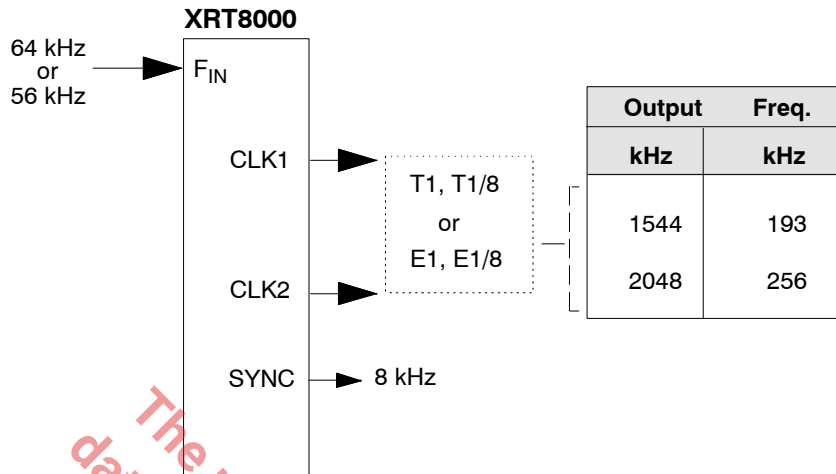 XRT8000
64 kHz
or
56 kHz
FIN
CLK1
CLK2
SYNC
8 kHz
T1, T1/8
or
E1, E1/8
Output Freq.
kHz kHz
1544 193
2048 256
The